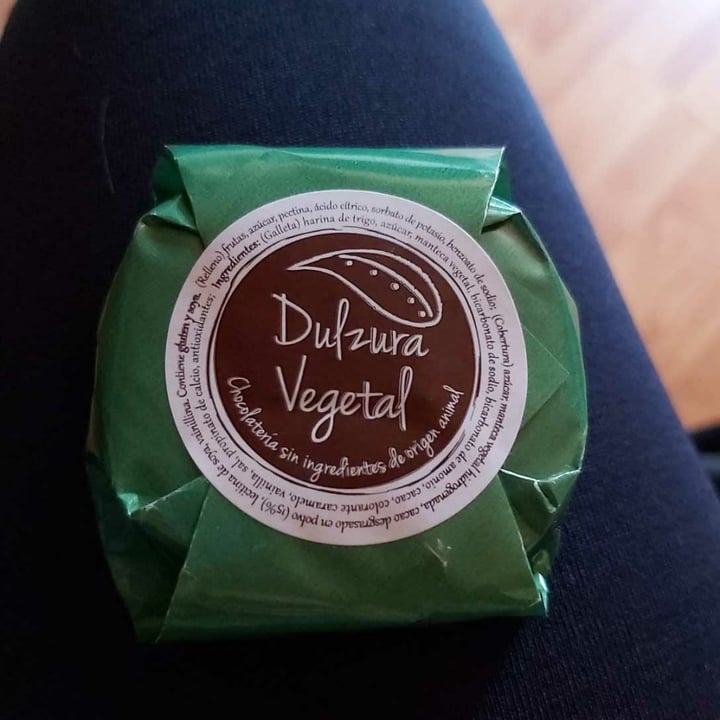 Dulzura
Vegetal
Chocolatería sin ingredientes de origen animal
Ingredientes: (Galleta) harina de trigo, azúcar, manteca vegetal, bicarbonato de sodio, bicarbonato de amonio, cacao, colorante caramelo, vainilla, sal, propinato de calcio, antioxidantes;
(Relleno) frutas, azúcar, pectina, ácido cítrico, sorbato de potasio, benzoato de sodio; (Cobertura) azúcar, manteca vegetal hidrogenada, cacao desgrasado en polvo (15%), lecitina de soya, vainillina. Contiene gluten y soya.